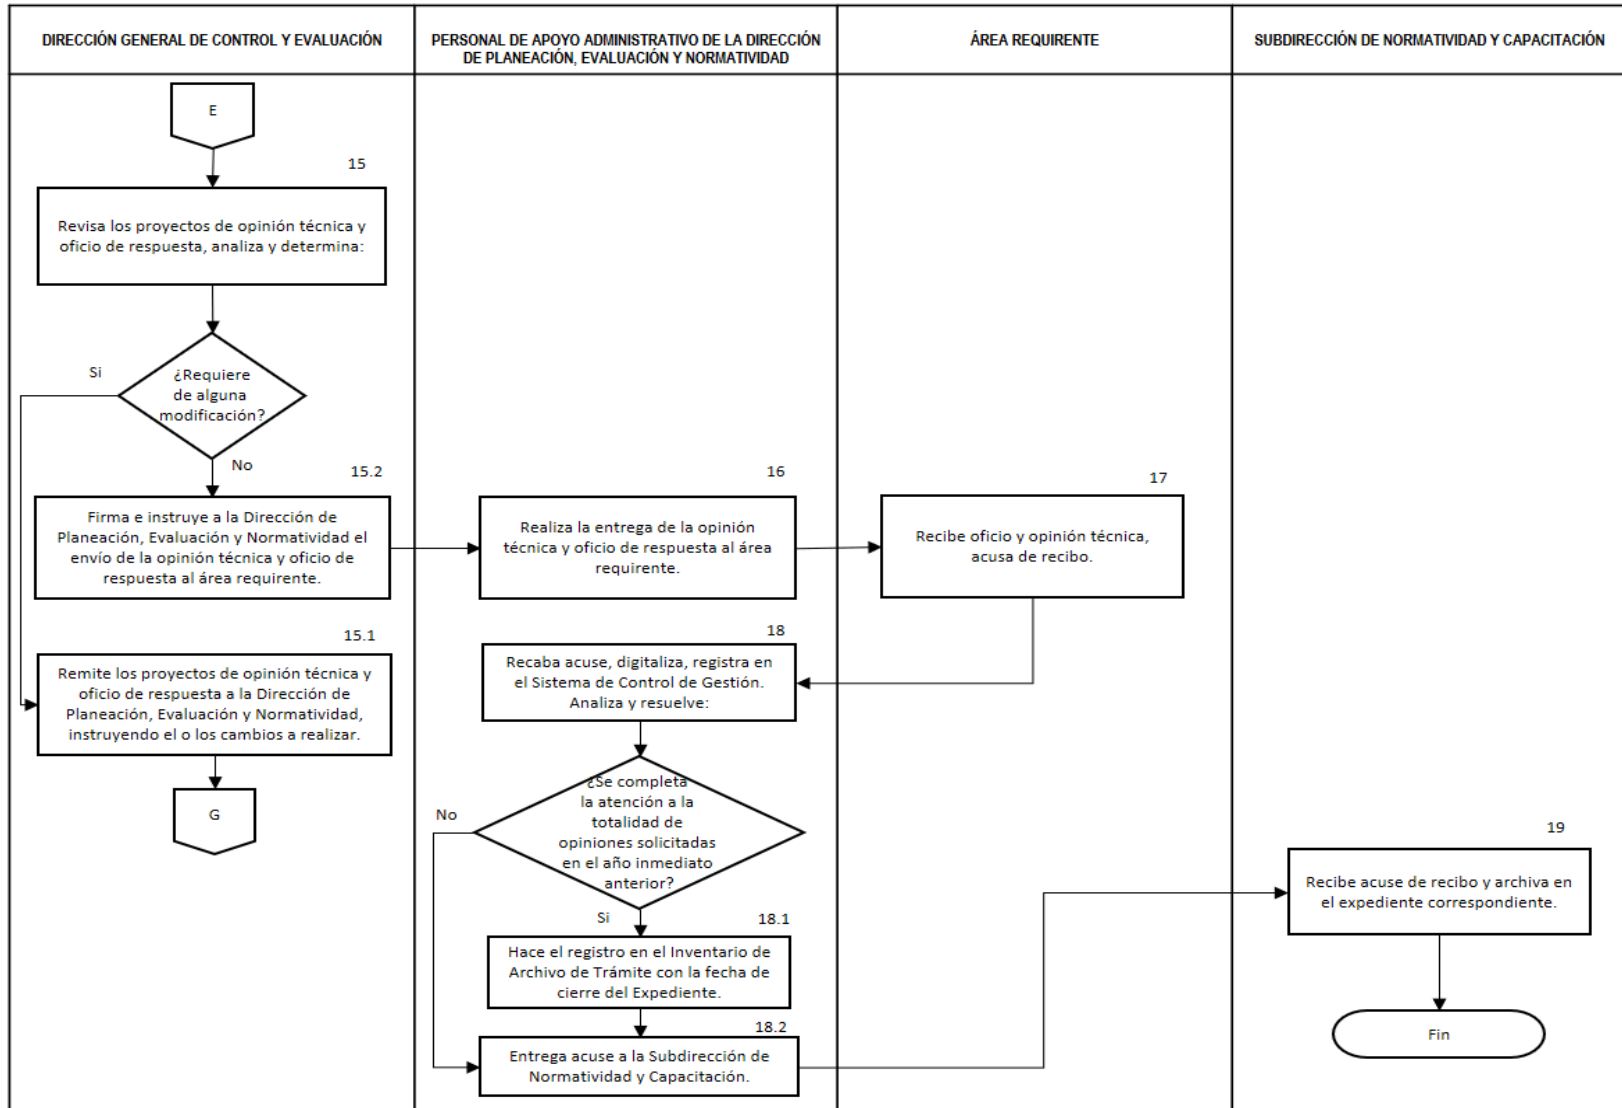 DIRECCIÓN GENERAL DE CONTROL Y EVALUACIÓN
PERSONAL DE APOYO ADMINISTRATIVO DE LA DIRECCIÓN
DE PLANEACIÓN, EVALUACIÓN Y NORMATIVIDAD
ÁREA REQUIRENTE
SUBDIRECCIÓN DE NORMATIVIDAD Y CAPACITACIÓN
E
15
Revisa los proyectos de opinión técnica y
oficio de respuesta, analiza y determina:
Si
¿Requiere
de alguna
modificación?
No
15.2
Firma e instruye a la Dirección de
Planeación, Evaluación y Normatividad el
envío de la opinión técnica y oficio de
respuesta al área requirente.
15.1
Remite los proyectos de opinión técnica y
oficio de respuesta a la Dirección de
Planeación, Evaluación y Normatividad,
instruyendo el o los cambios a realizar.
G
16
Realiza la entrega de la opinión
técnica y oficio de respuesta al área
requirente.
17
Recibe oficio y opinión técnica,
acusa de recibo.
18
Recaba acuse, digitaliza, registra en
el Sistema de Control de Gestión.
Analiza y resuelve:
¿Se completa
la atención a la
totalidad de
opiniones solicitadas
en el año inmediato
anterior?
No
Si
18.1
Hace el registro en el Inventario de
Archivo de Trámite con la fecha de
cierre del Expediente.
18.2
Entrega acuse a la Subdirección de
Normatividad y Capacitación.
19
Recibe acuse de recibo y archiva en
el expediente correspondiente.
Fin